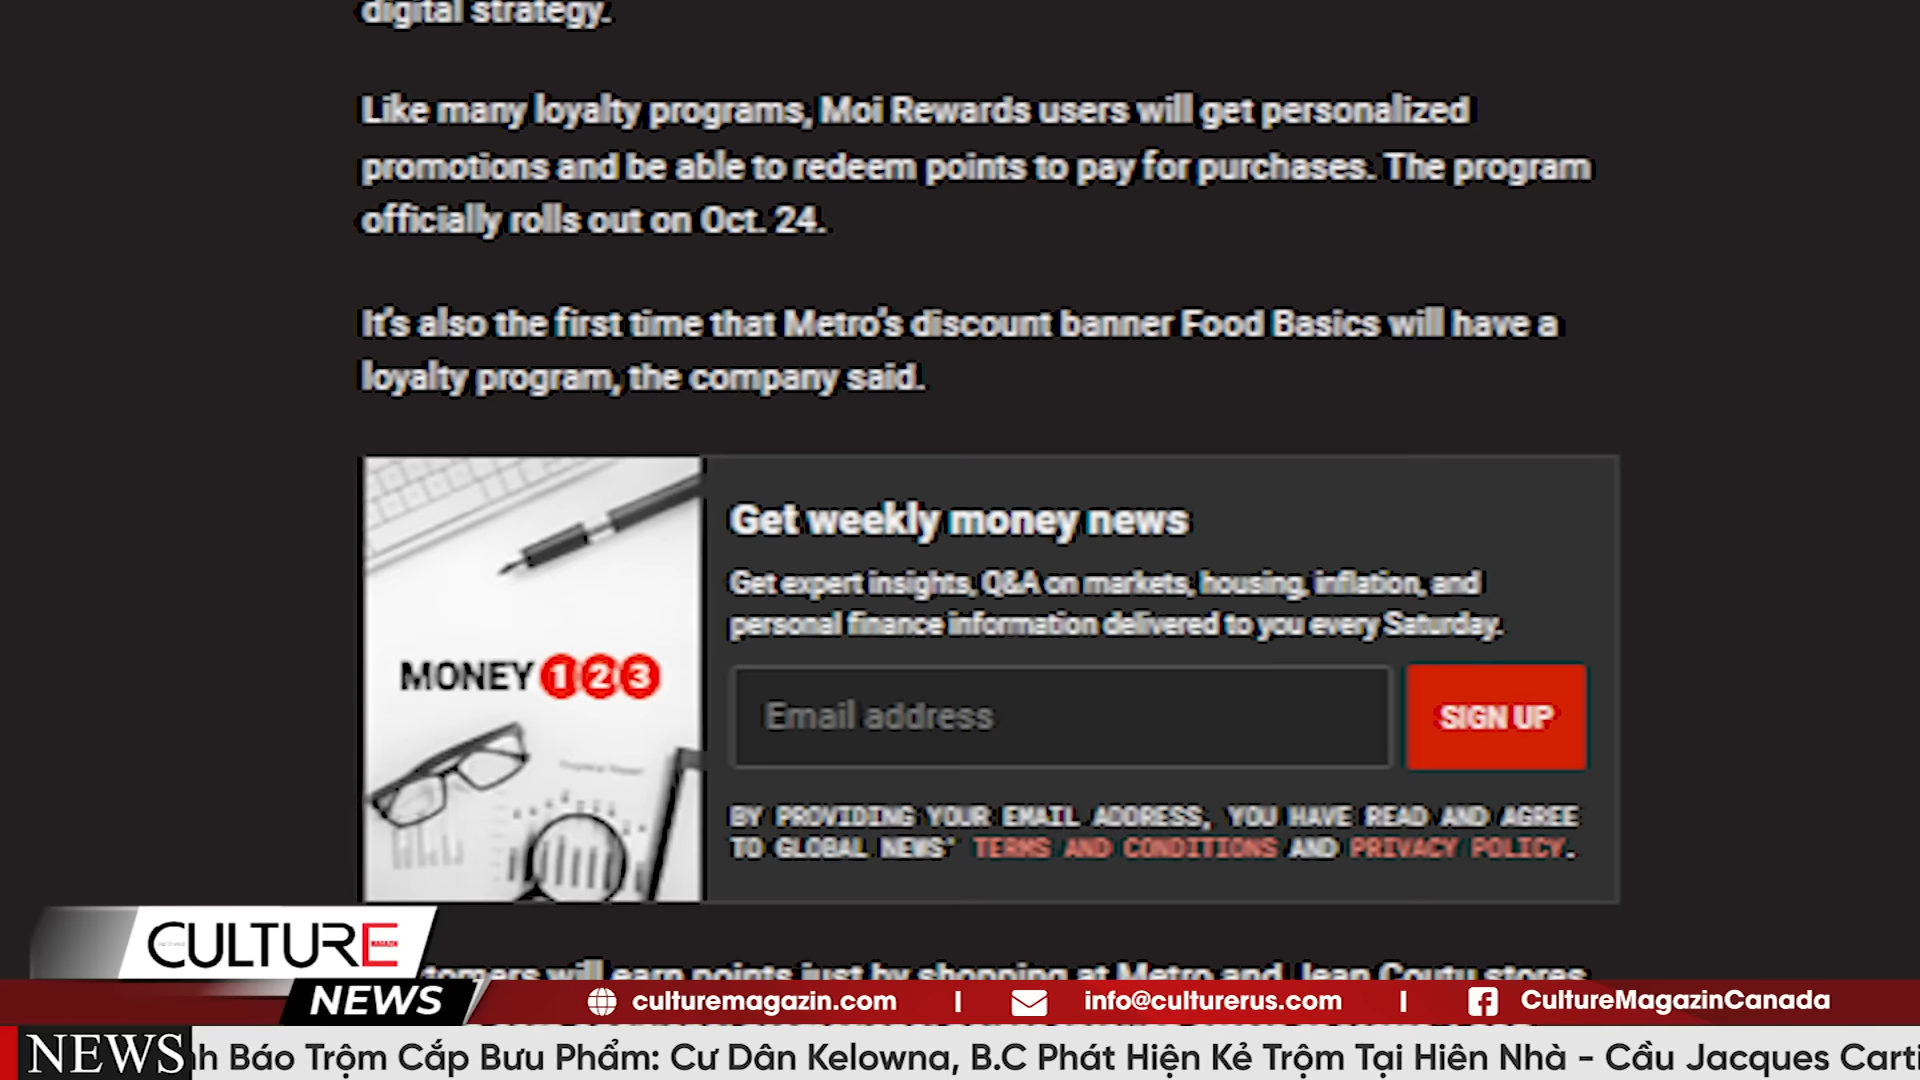 digital strategy.
Like many loyalty programs, Moi Rewards users will get personalized
promotions and be able to redeem points to pay for purchases. The program
officially rolls out on Oct. 24.
It's also the first time that Metro's discount banner Food Basics will have a
loyalty program, the company said.
MONEY 1 2 3
Get weekly money news
Get expert insights, Q&A on markets, housing, inflation, and
personal finance information delivered to you every Saturday.
Email address
SIGN UP
BY PROVIDING YOUR EMAIL ADDRESS, YOU HAVE READ AND AGREE
TO GLOBAL NEWS' TERMS AND CONDITIONS AND PRIVACY POLICY.
will earn points just by shopping at Metro and Jean Coutu stores
CULTURE
MAGAZIN
NEWS
culturemagazin.com | info@culturerus.com | CultureMagazinCanada
NEWS
nh Báo Trộm Cắp Bưu Phẩm: Cư Dân Kelowna, B.C Phát Hiện Kẻ Trộm Tại Hiên Nhà - Cầu Jacques Carti